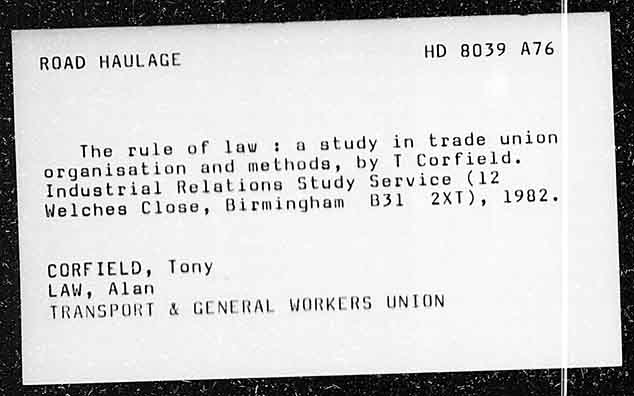 ROAD HAULAGE HD 8039 A76
The rule of law : a study in trade union
organisation and methods, by T Corfield.
Industrial Relations Study Service (12
Welches Close, Birmingham B31 2XT), 1982.
CORFIELD, Tony
LAW, Alan
TRANSPORT & GENERAL WORKERS UNION